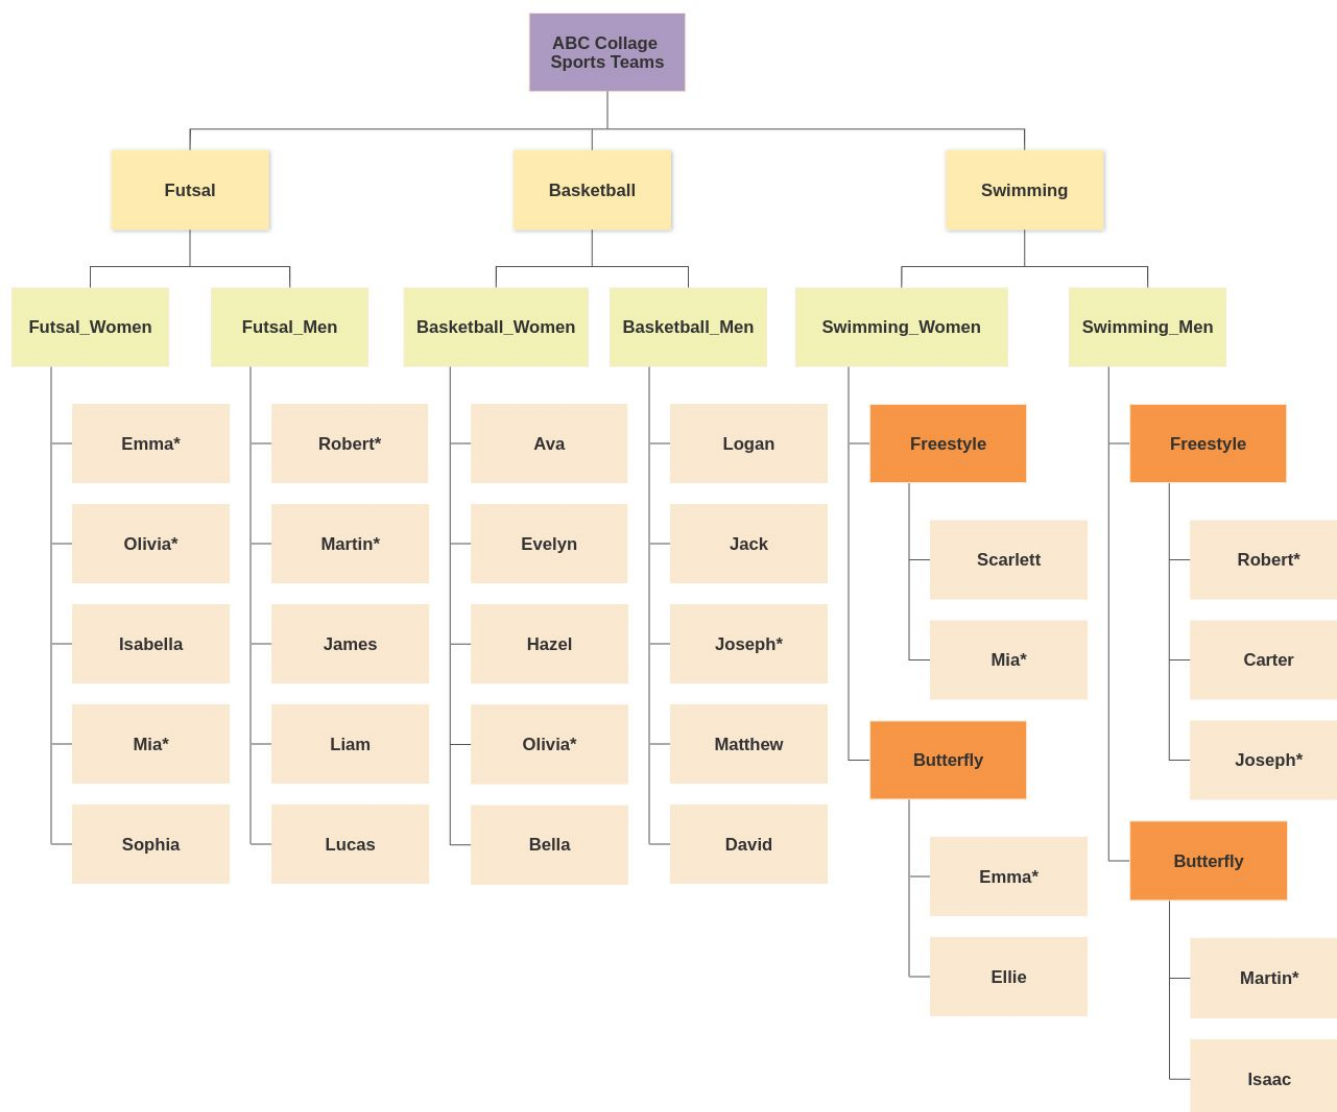 ABC Collage
Sports Teams
Futsal
Basketball
Swimming
Futsal_Women
Futsal_Men
Basketball_Women
Basketball_Men
Swimming_Women
Swimming_Men
Emma*
Olivia*
Isabella
Mia*
Sophia
Robert*
Martin*
James
Liam
Lucas
Ava
Evelyn
Hazel
Olivia*
Bella
Logan
Jack
Joseph*
Matthew
David
Freestyle
Scarlett
Mia*
Butterfly
Emma*
Ellie
Freestyle
Robert*
Carter
Joseph*
Butterfly
Martin*
Isaac